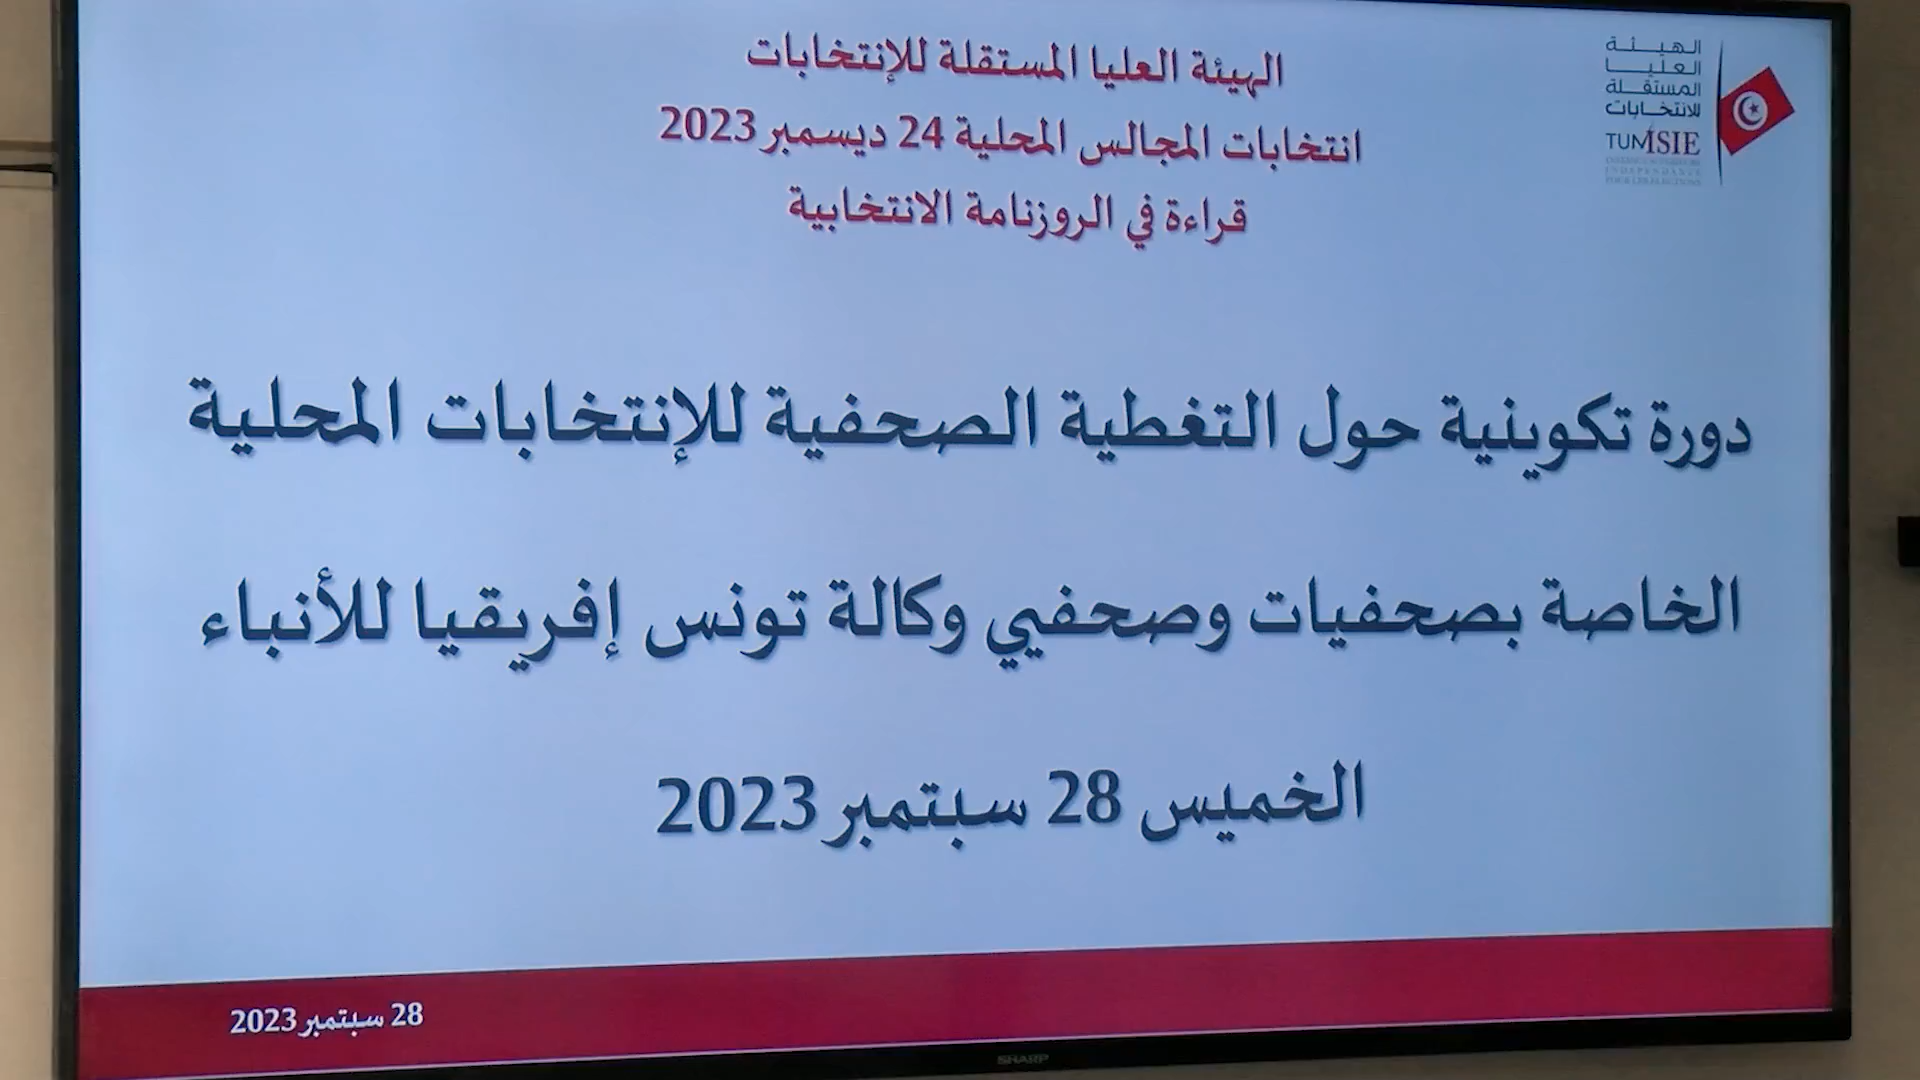 الهيئة العليا المستقلة للإنتخابات
انتخابات المجالس المحلية 24 ديسمبر 2023
قراءة في الروزنامة الانتخابية
الهيئة
العليا
المستقلة
للانتخابات
TUNISIE
دورة تكوينية حول التغطية الصحفية للإنتخابات المحلية
الخاصة بصحفيات وصحفيي وكالة تونس إفريقيا للأنباء
الخميس 28 سبتمبر 2023
28 سبتمبر 2023
SHARP